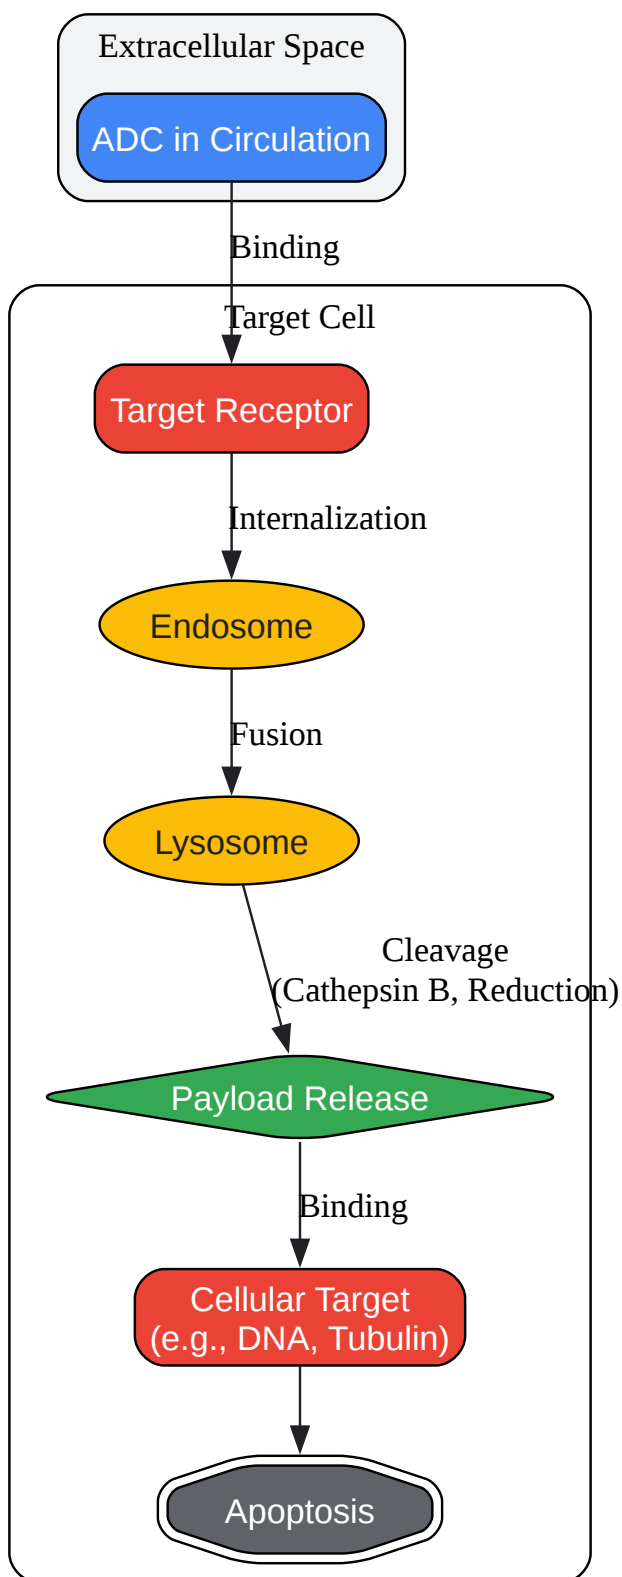 Extracellular Space
ADC in Circulation
Binding
Target Cell
Target Receptor
Internalization
Endosome
Fusion
Lysosome
Cleavage
(Cathepsin B, Reduction)
Payload Release
Binding
Cellular Target
(e.g., DNA, Tubulin)
Apoptosis